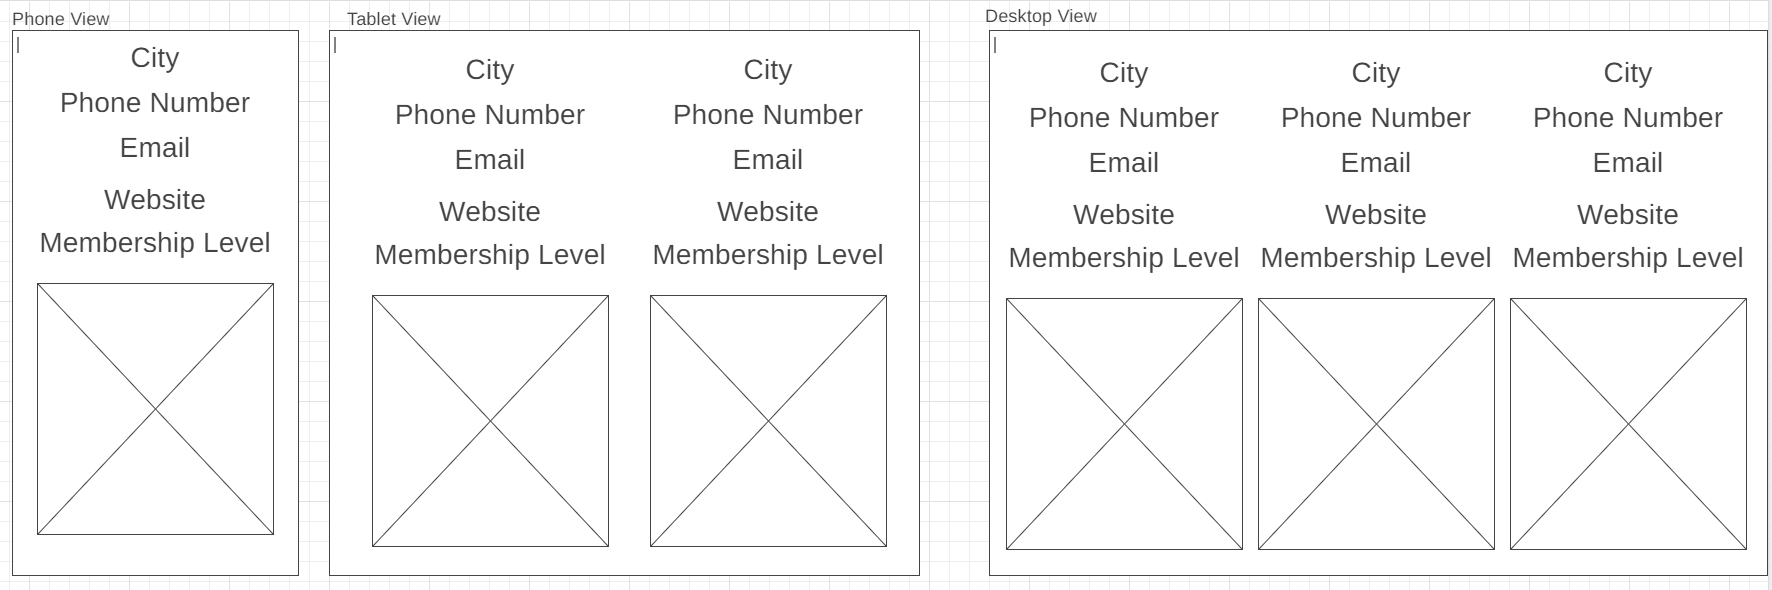 Phone View
City
Phone Number
Email
Website
Membership Level
Tablet View
City
Phone Number
Email
Website
Membership Level
City
Phone Number
Email
Website
Membership Level
Desktop View
City
Phone Number
Email
Website
Membership Level
City
Phone Number
Email
Website
Membership Level
City
Phone Number
Email
Website
Membership Level